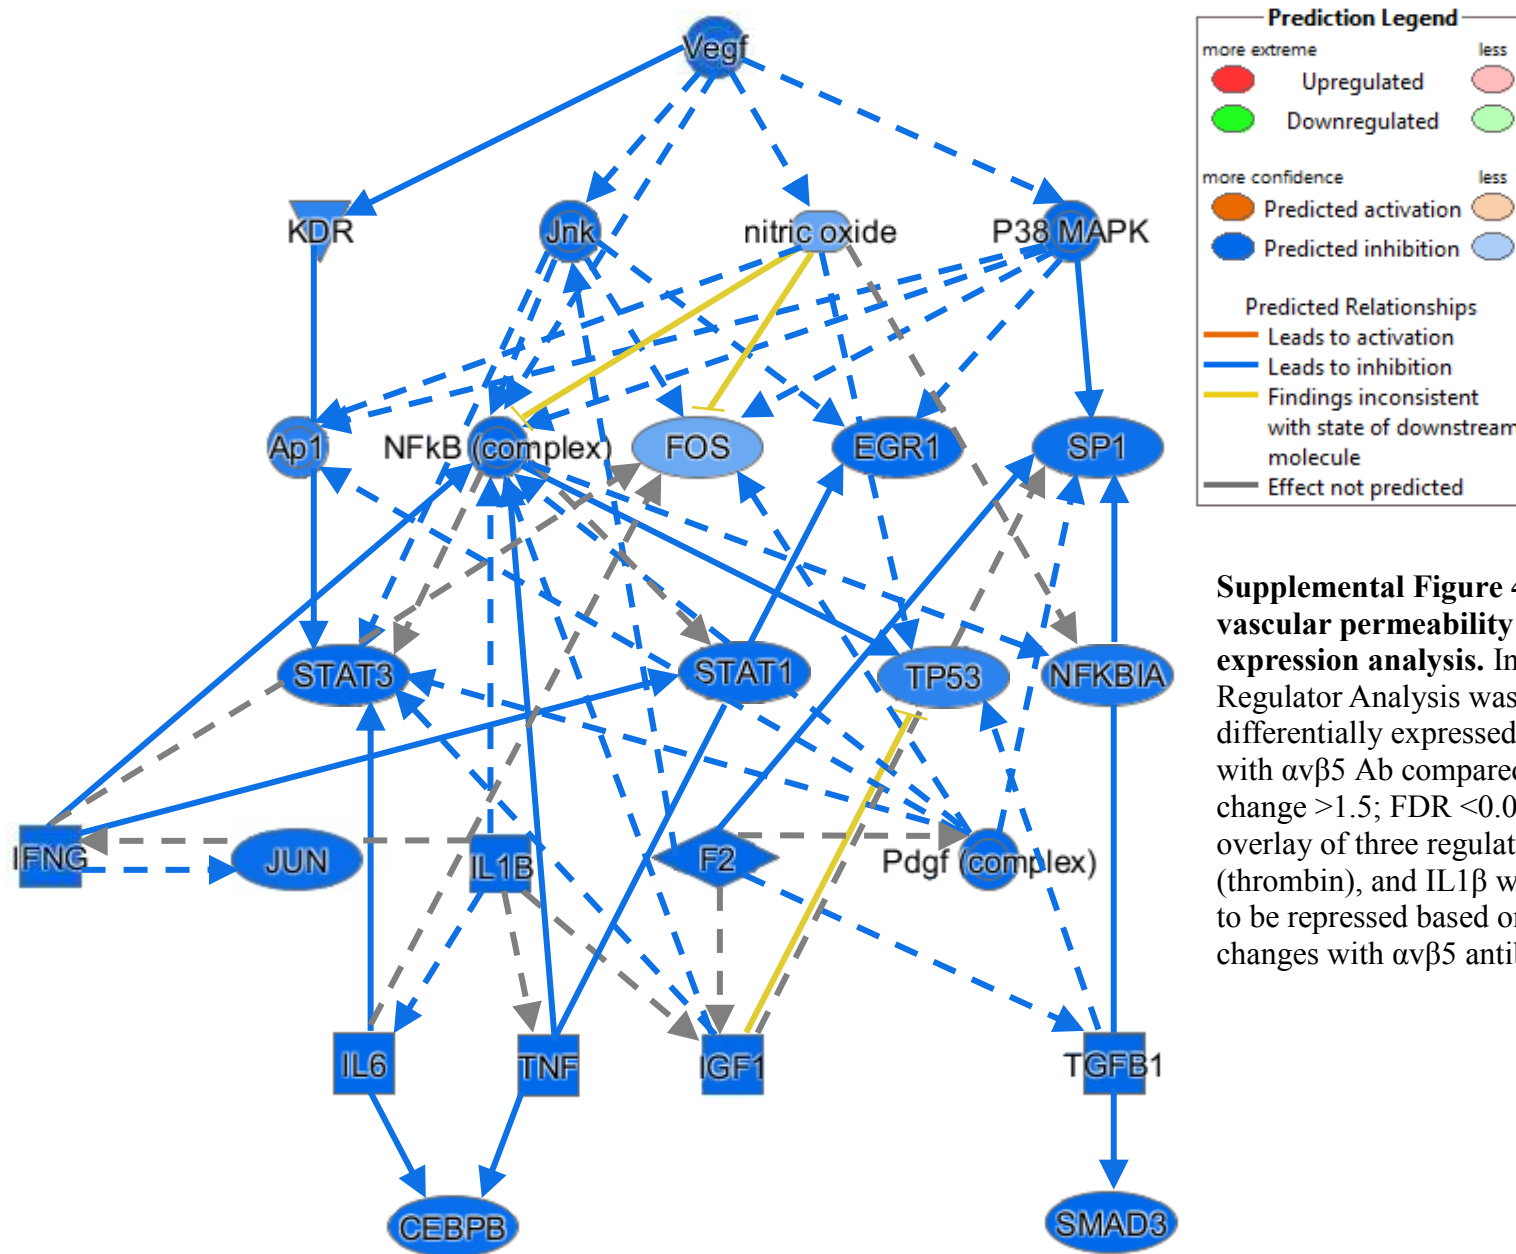 Vegf
KDR
Jnk
nitric oxide
P38 MAPK
Ap1
NFkB (complex)
FOS
EGR1
SP1
STAT3
STAT1
TP53
NFKBIA
IFNG
JUN
IL1B
F2
Pdgf (complex)
IL6
TNF
IGF1
TGFB1
CEBPB
SMAD3
Prediction Legend
more extreme less
Upregulated
Downregulated
more confidence less
Predicted activation
Predicted inhibition
Predicted Relationships
Leads to activation
Leads to inhibition
Findings inconsistent
with state of downstream
molecule
Effect not predicted
Supplemental Figure 4
vascular permeability
expression analysis. In
Regulator Analysis was
differentially expressed
with αvβ5 Ab compared
change >1.5; FDR <0.0
overlay of three regulat
(thrombin), and IL1β w
to be repressed based o
changes with αvβ5 antib